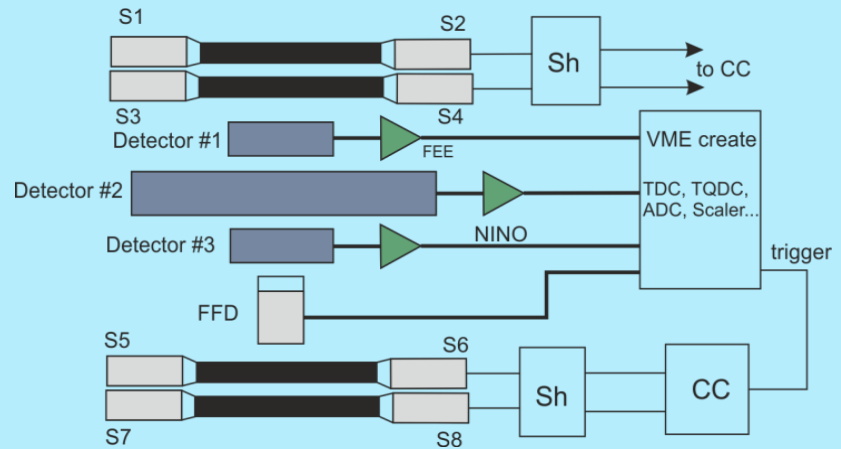 S1
S2
Sh
to CC
S3
S4
Detector #1
FEE
VME create
Detector #2
TDC, TQDC,
ADC, Scaler...
Detector #3
NINO
trigger
FFD
S5
S6
Sh
CC
S7
S8